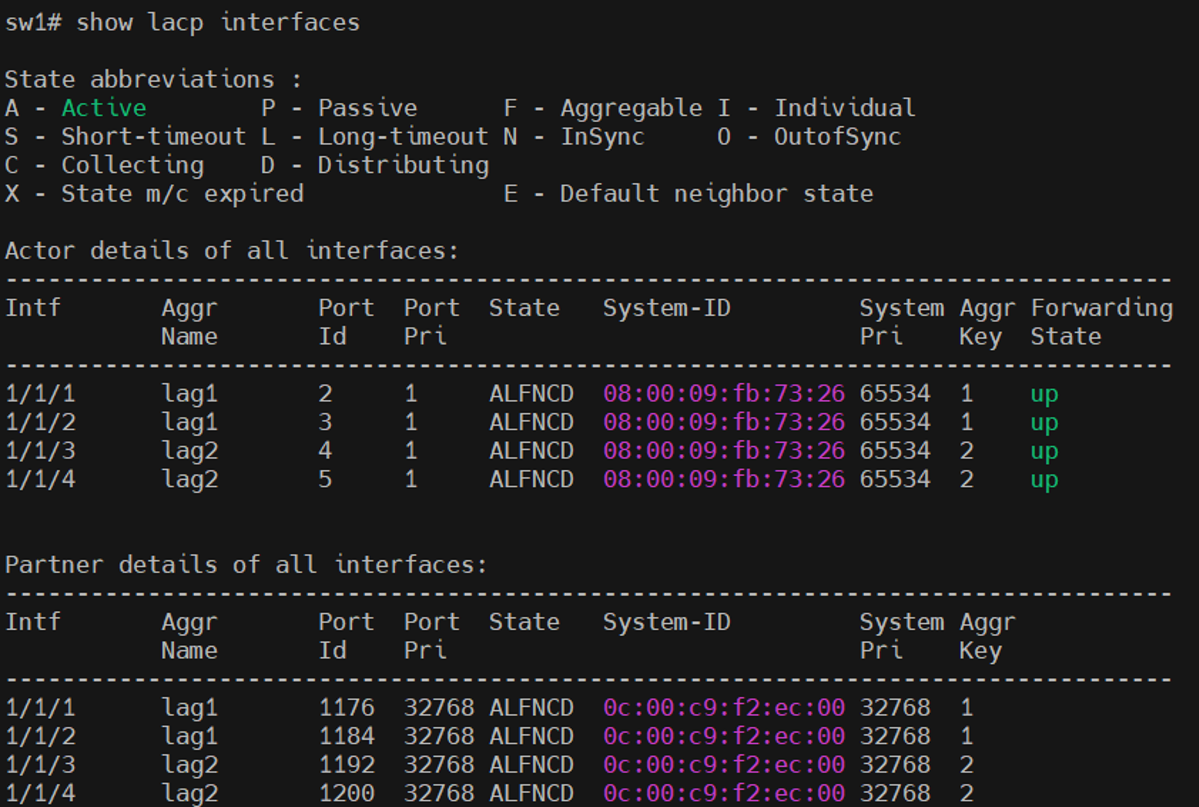 sw1# show lacp interfaces
State abbreviations :
A - Active        P - Passive      F - Aggregable I - Individual
S - Short-timeout L - Long-timeout N - InSync     O - OutofSync
C - Collecting    D - Distributing
X - State m/c expired              E - Default neighbor state
Actor details of all interfaces:
----------------------------------------------------------------------------------
Intf       Aggr       Port  Port  State   System-ID         System Aggr Forwarding
           Name       Id    Pri                             Pri    Key  State
----------------------------------------------------------------------------------
1/1/1      lag1       2     1     ALFNCD  08:00:09:fb:73:26 65534  1    up
1/1/2      lag1       3     1     ALFNCD  08:00:09:fb:73:26 65534  1    up
1/1/3      lag2       4     1     ALFNCD  08:00:09:fb:73:26 65534  2    up
1/1/4      lag2       5     1     ALFNCD  08:00:09:fb:73:26 65534  2    up
Partner details of all interfaces:
----------------------------------------------------------------------------------
Intf       Aggr       Port  Port  State   System-ID         System Aggr
           Name       Id    Pri                             Pri    Key
----------------------------------------------------------------------------------
1/1/1      lag1       1176  32768 ALFNCD  0c:00:c9:f2:ec:00 32768  1
1/1/2      lag1       1184  32768 ALFNCD  0c:00:c9:f2:ec:00 32768  1
1/1/3      lag2       1192  32768 ALFNCD  0c:00:c9:f2:ec:00 32768  2
1/1/4      lag2       1200  32768 ALFNCD  0c:00:c9:f2:ec:00 32768  2